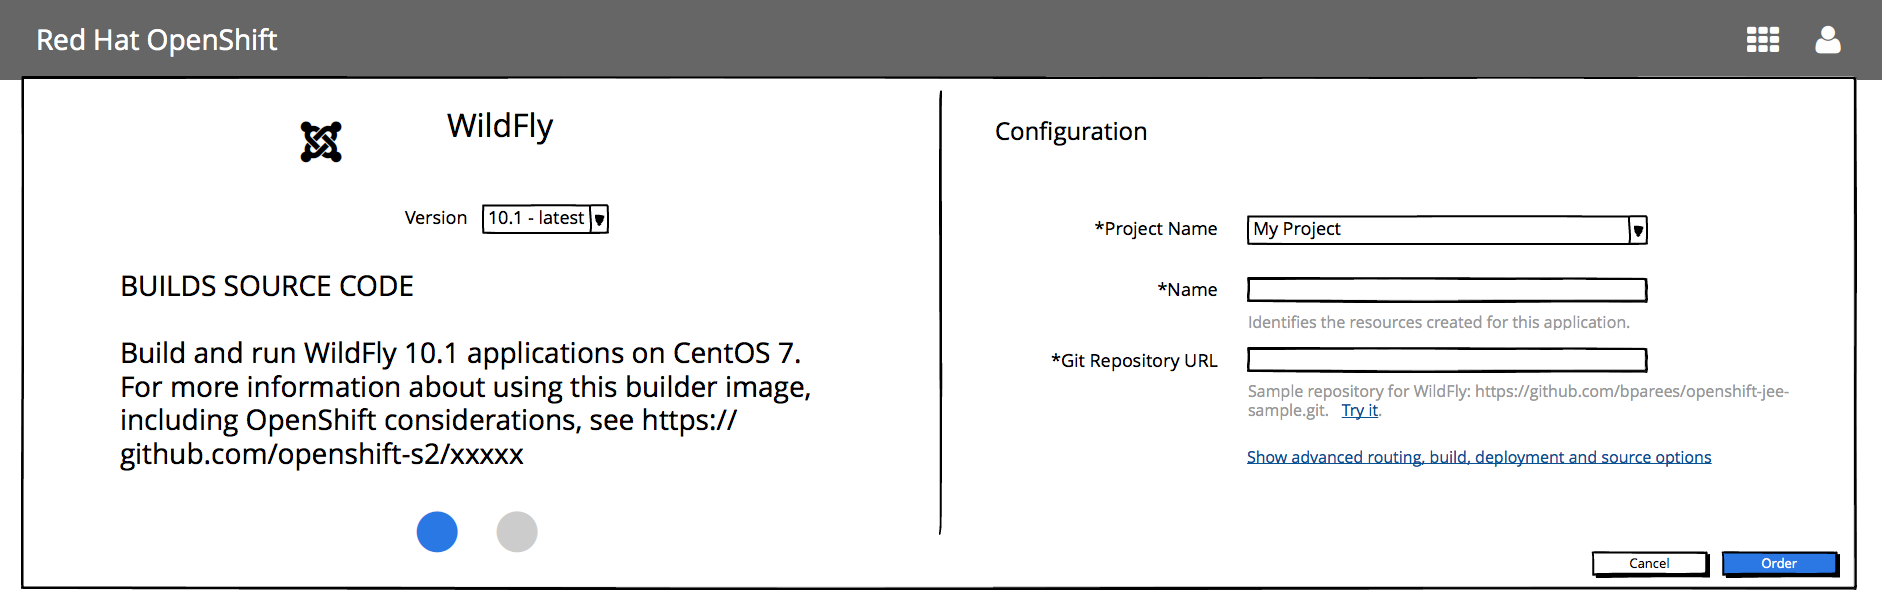 Red Hat OpenShift
WildFly
Version 10.1 - latest
BUILDS SOURCE CODE
Build and run WildFly 10.1 applications on CentOS 7.
For more information about using this builder image,
including OpenShift considerations, see https://
github.com/openshift-s2/xxxxx
Configuration
*Project Name My Project
*Name
Identifies the resources created for this application.
*Git Repository URL
Sample repository for WildFly: https://github.com/bparees/openshift-jee-
sample.git. Try it.
Show advanced routing, build, deployment and source options
Cancel Order